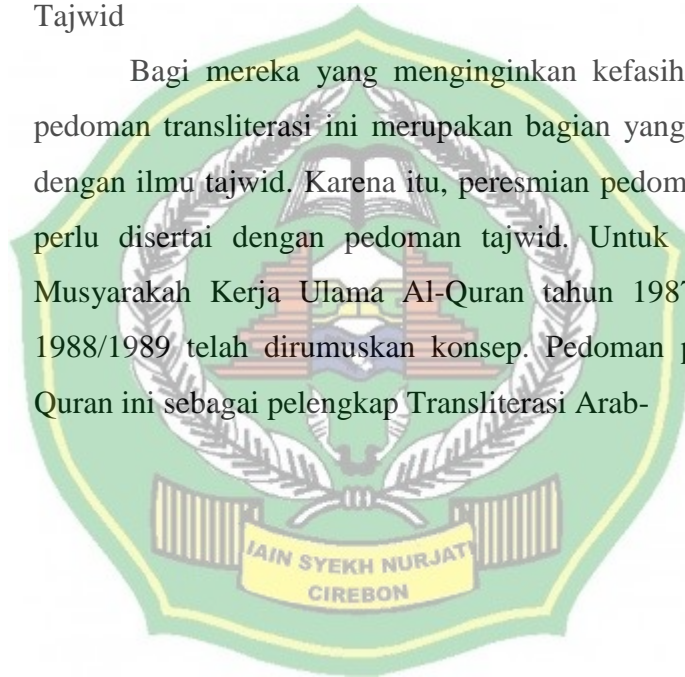 Tajwid
Bagi mereka yang menginginkan kefasih
pedoman transliterasi ini merupakan bagian yang
dengan ilmu tajwid. Karena itu, peresmian pedom
perlu disertai dengan pedoman tajwid. Untuk
Musyarakah Kerja Ulama Al-Quran tahun 1987
1988/1989 telah dirumuskan konsep. Pedoman p
Quran ini sebagai pelengkap Transliterasi Arab-
IAIN SYEKH NURJATI
CIREBON